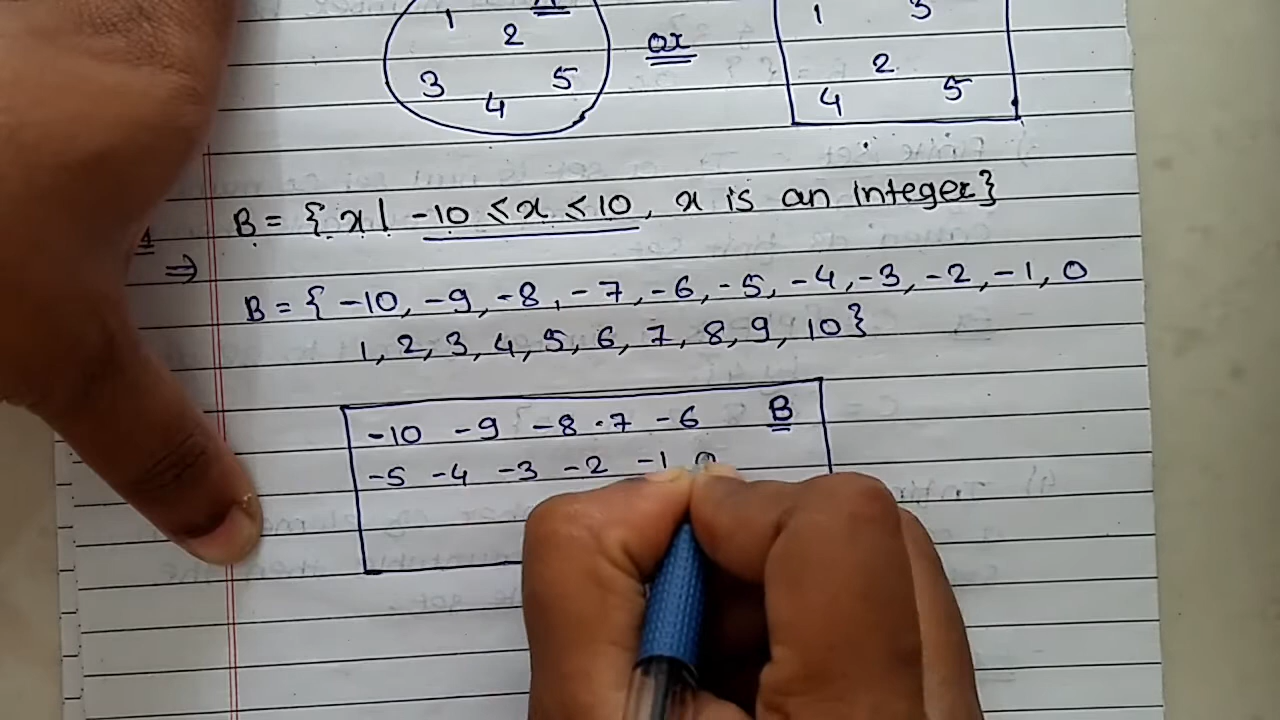 1 2 or 1 3
3 5 2
4 4 5
B = { x | -10 ≤ x ≤ 10, x is an integer}
⇒
B = { -10, -9, -8, -7, -6, -5, -4, -3, -2, -1, 0
1, 2, 3, 4, 5, 6, 7, 8, 9, 10}
-10 -9 -8 -7 -6 B
-5 -4 -3 -2 -1 0